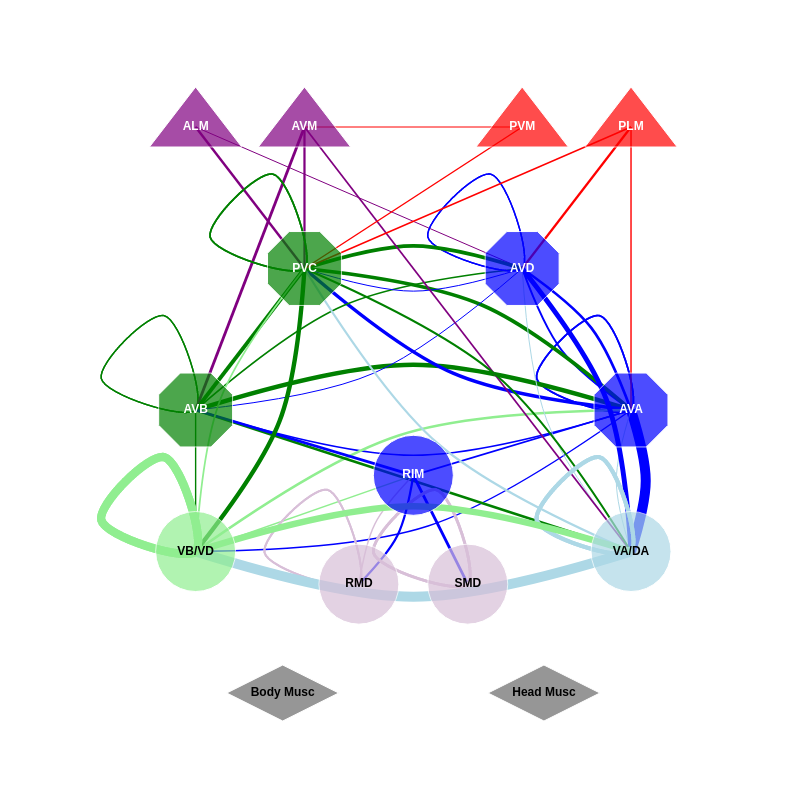 ALM
AVM
PVM
PLM
PVC
AVD
AVB
AVA
RIM
VB/VD
VA/DA
RMD
SMD
Body Musc
Head Musc